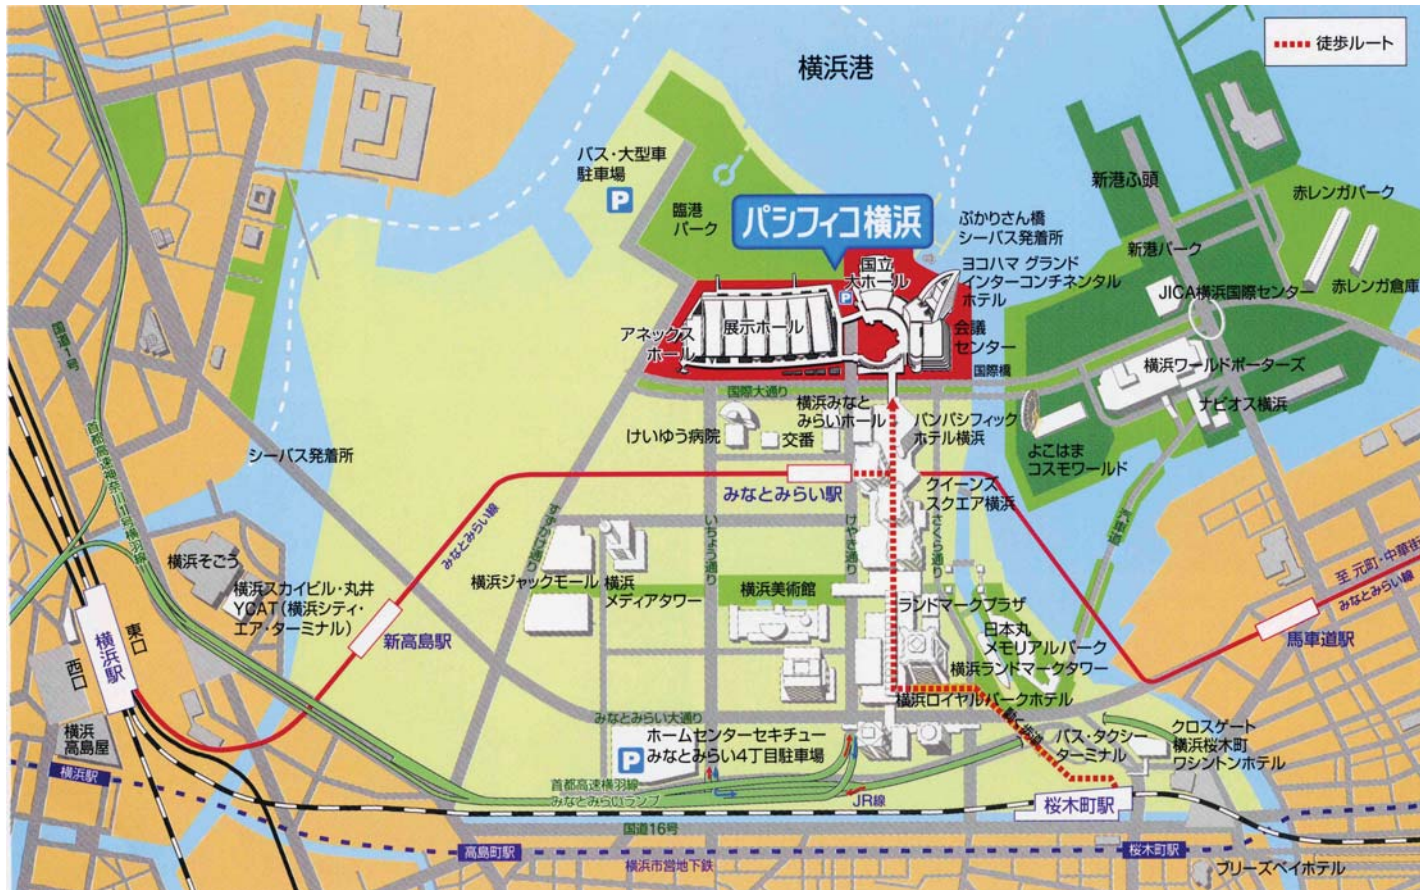 徒歩ルート
横浜港
バス・大型車
駐車場
臨港
パーク
パシフィコ横浜
ぷかりさん橋
シーバス発着所
新港ふ頭
赤レンガパーク
新港パーク
国立
大ホール
ヨコハマ グランド
インターコンチネンタル
ホテル
JICA横浜国際センター
赤レンガ倉庫
アネックス
ホール
展示ホール
会議
センター
国際橋
横浜ワールドポーターズ
国道1号
国際大通り
横浜みなと
みらいホール
パンパシフィック
ホテル横浜
ナビオス横浜
けいゆう病院
交番
よこはま
コスモワールド
首都高速神奈川1号横羽線
シーバス発着所
みなとみらい駅
クイーンズ
スクエア横浜
みなとみらい線
すずかけ通り
いちょう通り
けやき通り
さくら通り
汽車道
至 元町・中華街
みなとみらい線
横浜そごう
横浜スカイビル・丸井
YCAT(横浜シティ・
エア・ターミナル)
横浜ジャックモール
横浜
メディアタワー
横浜美術館
ランドマークプラザ
日本丸
メモリアルパーク
横浜ランドマークタワー
馬車道駅
新高島駅
横浜駅
東口
西口
横浜ロイヤルパークホテル
みなとみらい大通り
動く歩道
横浜
高島屋
ホームセンターセキチュー
みなとみらい4丁目駐車場
バス・タクシー
ターミナル
クロスゲート
横浜桜木町
ワシントンホテル
横浜駅
首都高速横羽線
みなとみらいランプ
JR線
桜木町駅
国道16号
高島町駅
横浜市営地下鉄
桜木町駅
ブリーズベイホテル
P
P
P